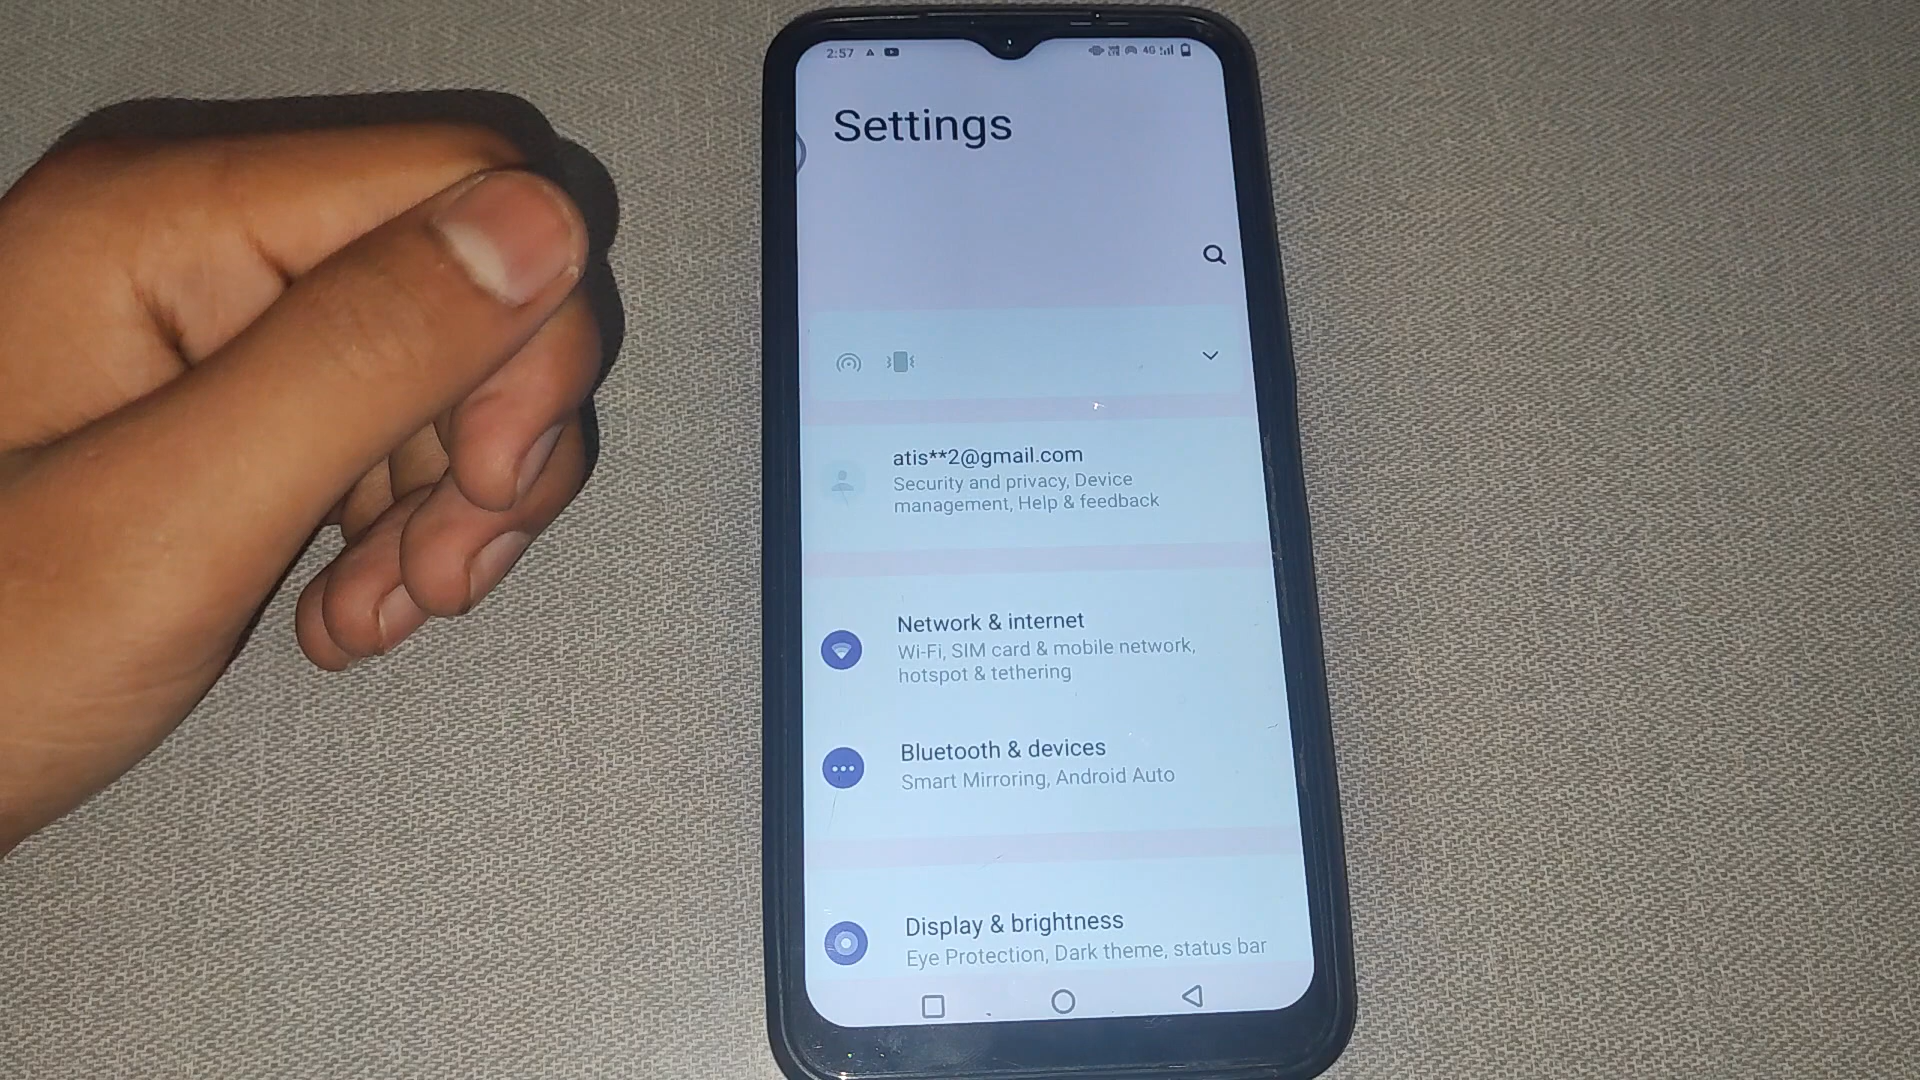 2:57
4G
Settings
atis**2@gmail.com
Security and privacy, Device
management, Help & feedback
Network & internet
Wi-Fi, SIM card & mobile network,
hotspot & tethering
Bluetooth & devices
Smart Mirroring, Android Auto
Display & brightness
Eye Protection, Dark theme, status bar